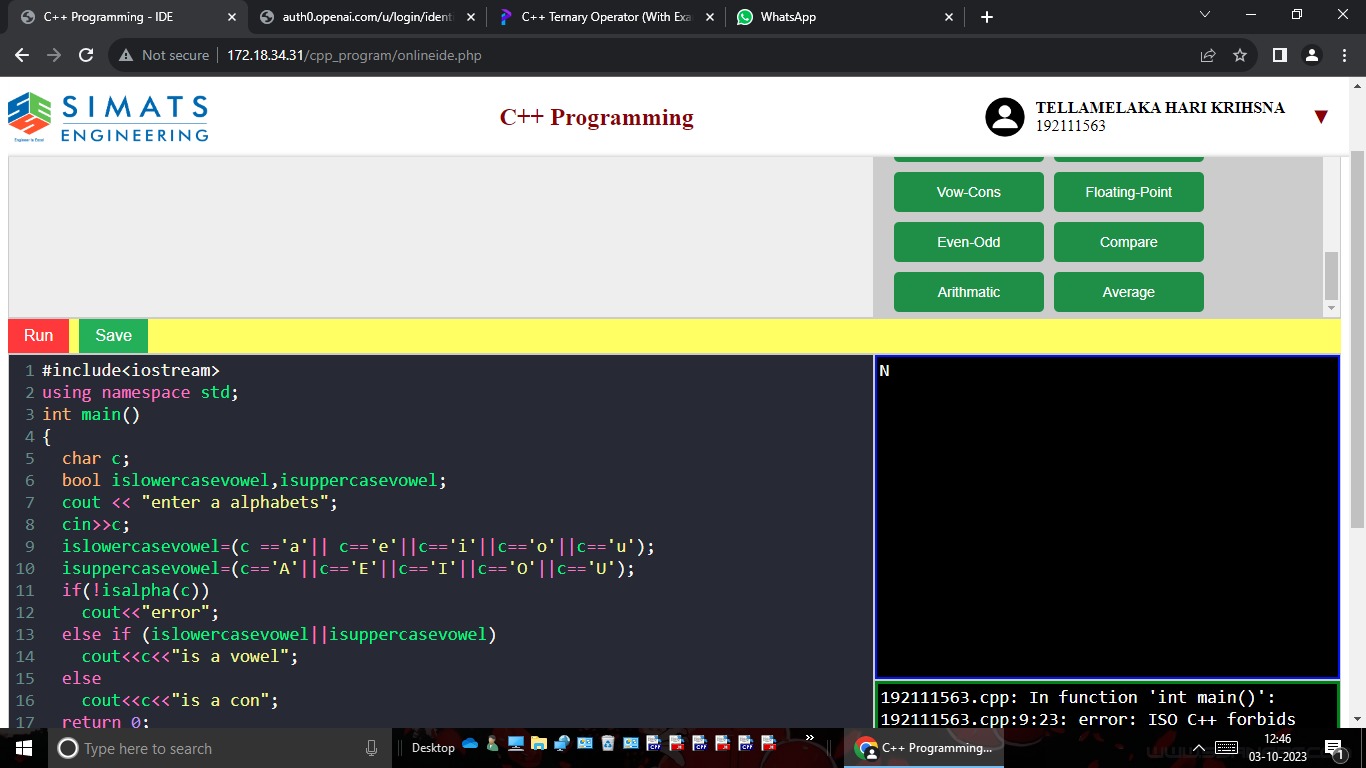 C++ Programming - IDE
auth0.openai.com/u/login/identi
C++ Ternary Operator (With Exa
WhatsApp
Not secure
172.18.34.31/cpp_program/onlineide.php
SIMATS
ENGINEERING
Engineer to Excel
C++ Programming
TELLAMELAKA HARI KRIHSNA
192111563
Vow-Cons
Floating-Point
Even-Odd
Compare
Arithmatic
Average
Run
Save
1 #include<iostream>
2 using namespace std;
3 int main()
4 {
5 char c;
6 bool islowercasevowel,isuppercasevowel;
7 cout << "enter a alphabets";
8 cin>>c;
9 islowercasevowel=(c =='a'|| c=='e'||c=='i'||c=='o'||c=='u');
10 isuppercasevowel=(c=='A'||c=='E'||c=='I'||c=='O'||c=='U');
11 if(!isalpha(c))
12 cout<<"error";
13 else if (islowercasevowel||isuppercasevowel)
14 cout<<c<<"is a vowel";
15 else
16 cout<<c<<"is a con";
17 return 0;
N
192111563.cpp: In function 'int main()':
192111563.cpp:9:23: error: ISO C++ forbids
Type here to search
Desktop
C++ Programming...
12:46
03-10-2023
1